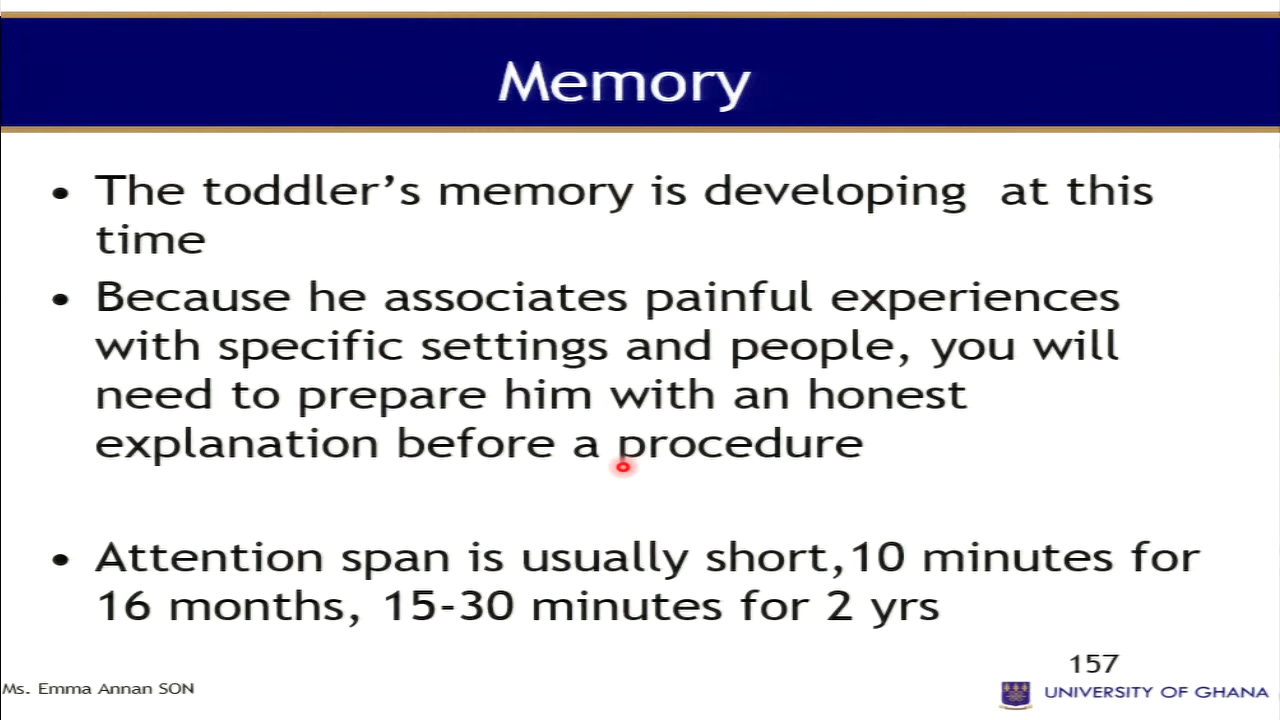 Memory
• The toddler’s memory is developing at this
time
• Because he associates painful experiences
with specific settings and people, you will
need to prepare him with an honest
explanation before a procedure
• Attention span is usually short,10 minutes for
16 months, 15-30 minutes for 2 yrs
157
Ms. Emma Annan SON
UNIVERSITY OF GHANA